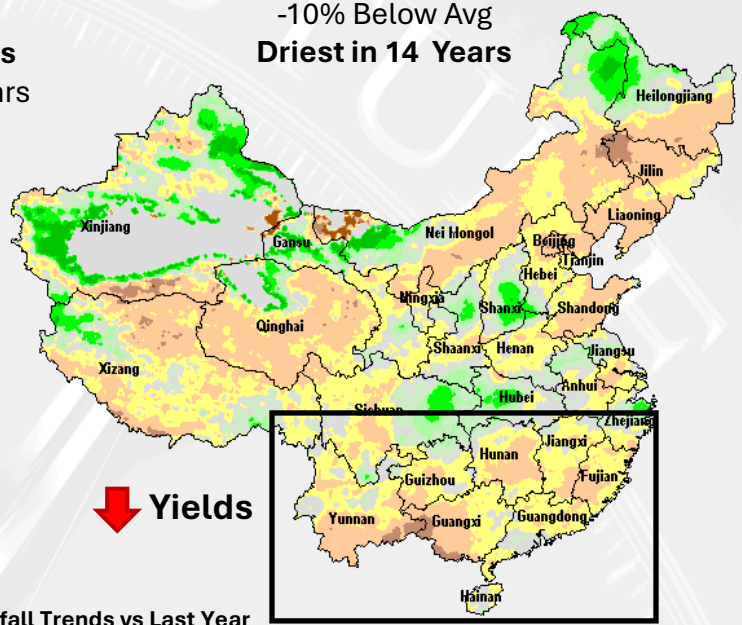 -10% Below Avg
Driest in 14 Years
s
ars
Heilongjiang
Jilin
Liaoning
Xinjiang
Gansu
Nei Mongol
Beijing
Tianjin
Hebei
Ningxia
Shanxi
Shandong
Qinghai
Shaanxi
Henan
Jiangsu
Xizang
Anhui
Hubei
Sichuan
Zhejiang
Jiangxi
Hunan
Fujian
Guizhou
Yields
Yunnan
Guangxi
Guangdong
Hainan
fall Trends vs Last Year